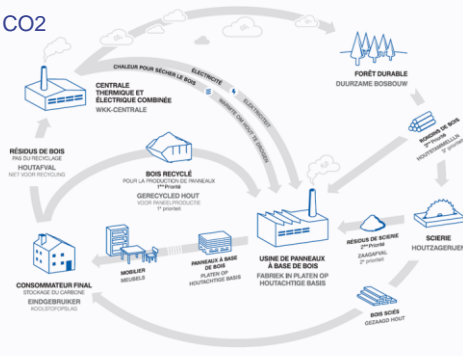 CO2
CHALEUR POUR SÉCHER LE BOIS
ÉLECTRICITÉ
ELEKTRICITEIT
WARMTE OM HOUT TE DROGEN
FORÊT DURABLE
DUURZAME BOSBOUW
CENTRALE
THERMIQUE ET
ÉLECTRIQUE COMBINÉE
WKK-CENTRALE
RONDINS DE BOIS
3ème Priorité
3e prioriteit
RÉSIDUS DE BOIS
PAS DU RECYCLAGE
HOUTAFVAL
NIET VOOR RECYCLING
BOIS RECYCLÉ
POUR LA PRODUCTION DE PANNEAUX
1ère Priorité
GERECYCLED HOUT
VOOR PANEELPRODUCTIE
1e prioriteit
RÉSIDUS DE SCIERIE
2ème Priorité
ZAAGAFVAL
2e prioriteit
SCIERIE
HOUTZAGERIJEN
USINE DE PANNEAUX
À BASE DE BOIS
FABRIEK IN PLATEN OP
HOUTACHTIGE BASIS
PANNEAUX À BASE
DE BOIS
PLATEN OP
HOUTACHTIGE BASIS
MOBILIER
MEUBELS
CONSOMMATEUR FINAL
STOCKAGE DU CARBONE
EINDGEBRUIKER
KOOLSTOFOPSLAG
BOIS SCIÉS
GEZAAGD HOUT